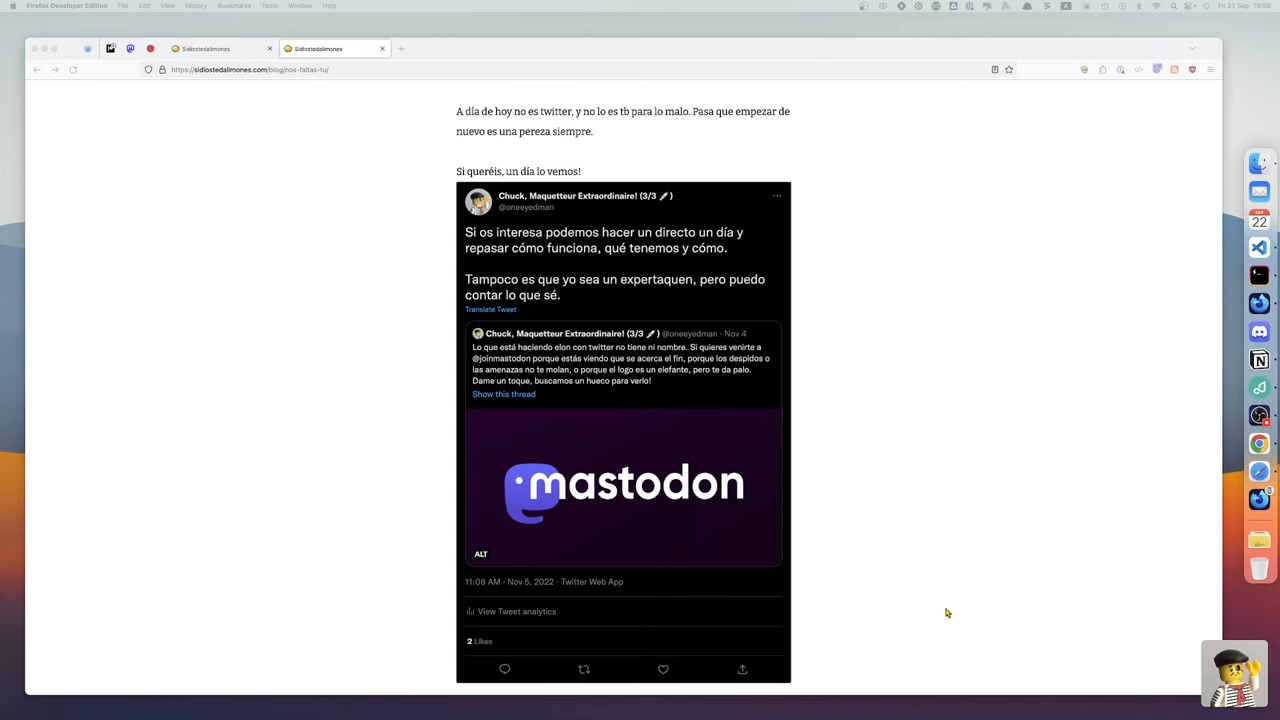 Firefox Developer Edition File Edit View History Bookmarks Tools Window Help
Fri 22 Sep 19:56
Sidiostedalimones
Sidiostedalimones
https://sidiostedalimones.com/blog/nos-faltas-tu/
A día de hoy no es twitter, y no lo es tb para lo malo. Pasa que empezar de
nuevo es una pereza siempre.
Si queréis, un día lo vemos!
Chuck, Maquetteur Extraordinaire! (3/3 💉)
@oneeyedman
Si os interesa podemos hacer un directo un día y
repasar cómo funciona, qué tenemos y cómo.
Tampoco es que yo sea un expertaquen, pero puedo
contar lo que sé.
Translate Tweet
Chuck, Maquetteur Extraordinaire! (3/3 💉) @oneeyedman · Nov 4
Lo que está haciendo elon con twitter no tiene ni nombre. Si quieres venirte a
@joinmastodon porque estás viendo que se acerca el fin, porque los despidos o
las amenazas no te molan, o porque el logo es un elefante, pero te da palo.
Dame un toque, buscamos un hueco para verlo!
Show this thread
mastodon
ALT
11:08 AM · Nov 5, 2022 · Twitter Web App
View Tweet analytics
2 Likes
SEP
22